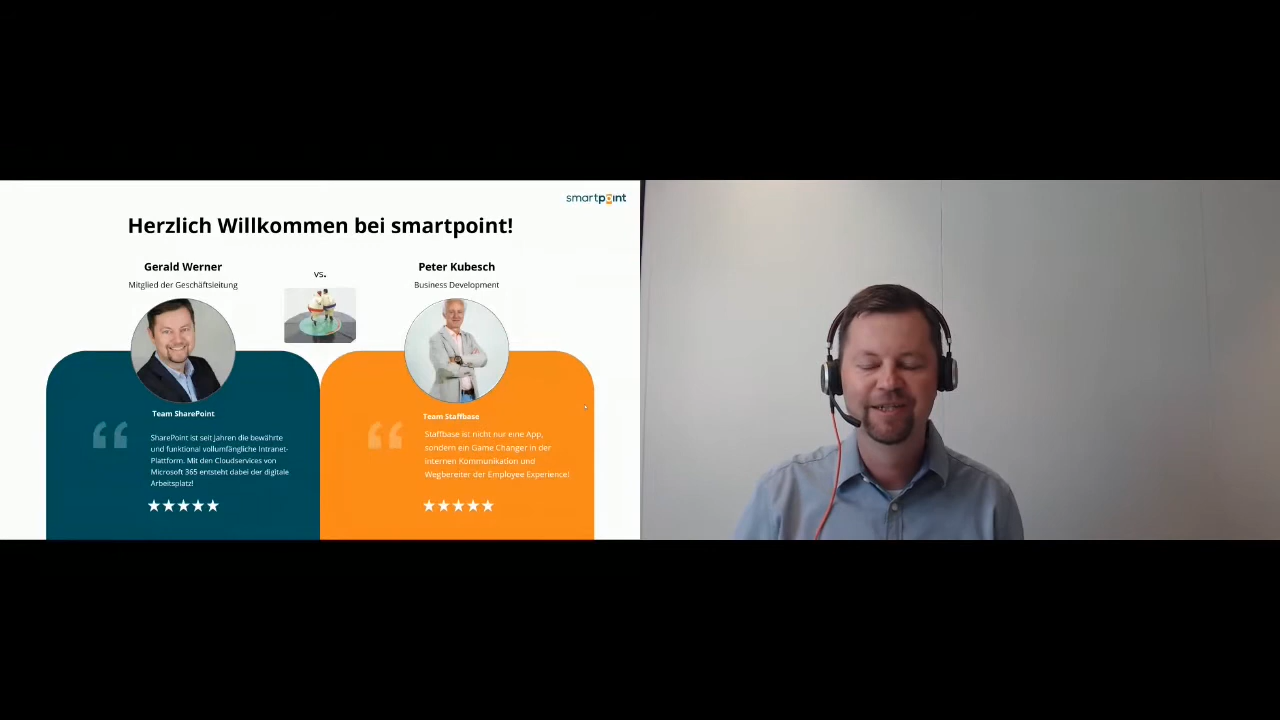 smartpoint
Herzlich Willkommen bei smartpoint!
Gerald Werner
Mitglied der Geschäftsleitung
vs.
Peter Kubesch
Business Development
Team SharePoint
SharePoint ist seit Jahren die bewährte
und funktional vollumfängliche Intranet-
Plattform. Mit den Cloudservices von
Microsoft 365 entsteht dabei der digitale
Arbeitsplatz!
Team Staffbase
Staffbase ist nicht nur eine App,
sondern ein Game Changer in der
internen Kommunikation und
Wegbereiter der Employee Experience!